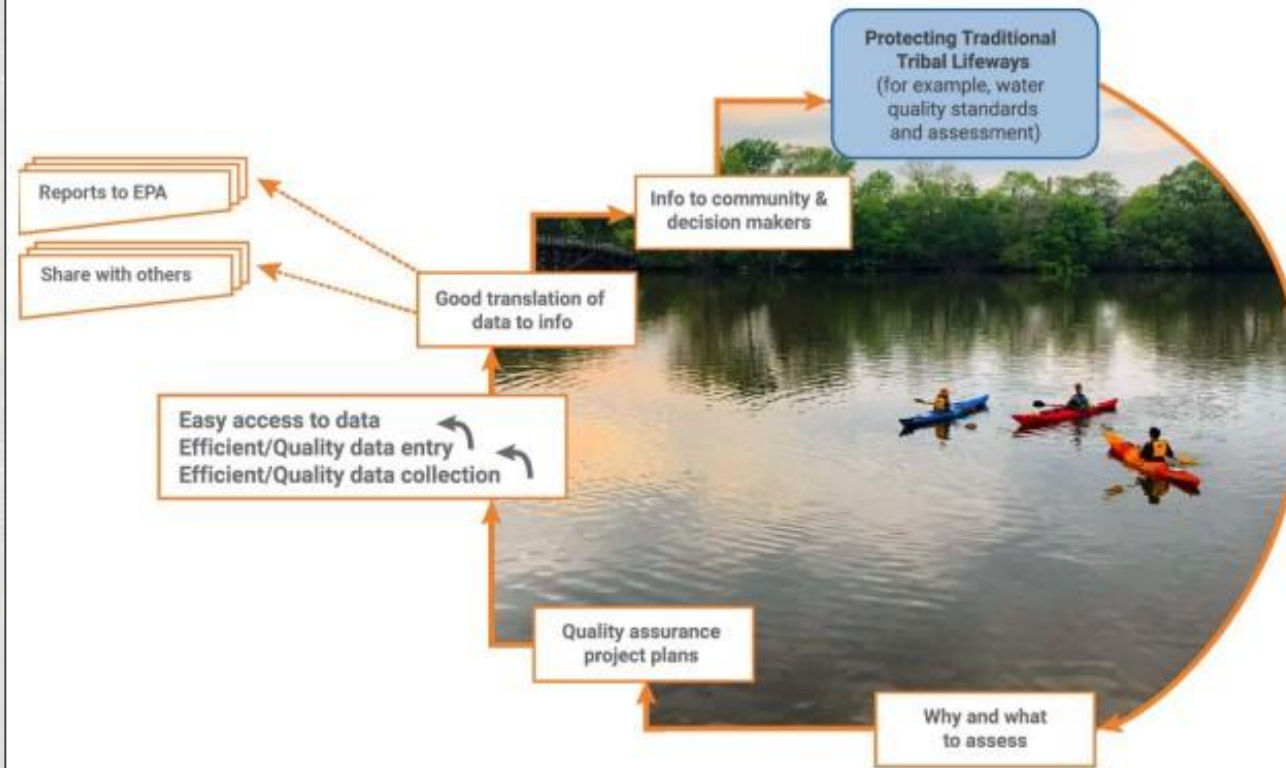 Protecting Traditional
Tribal Lifeways
(for example, water
quality standards
and assessment)
Info to community &
decision makers
Reports to EPA
Share with others
Good translation of
data to info
Easy access to data
Efficient/Quality data entry
Efficient/Quality data collection
Quality assurance
project plans
Why and what
to assess